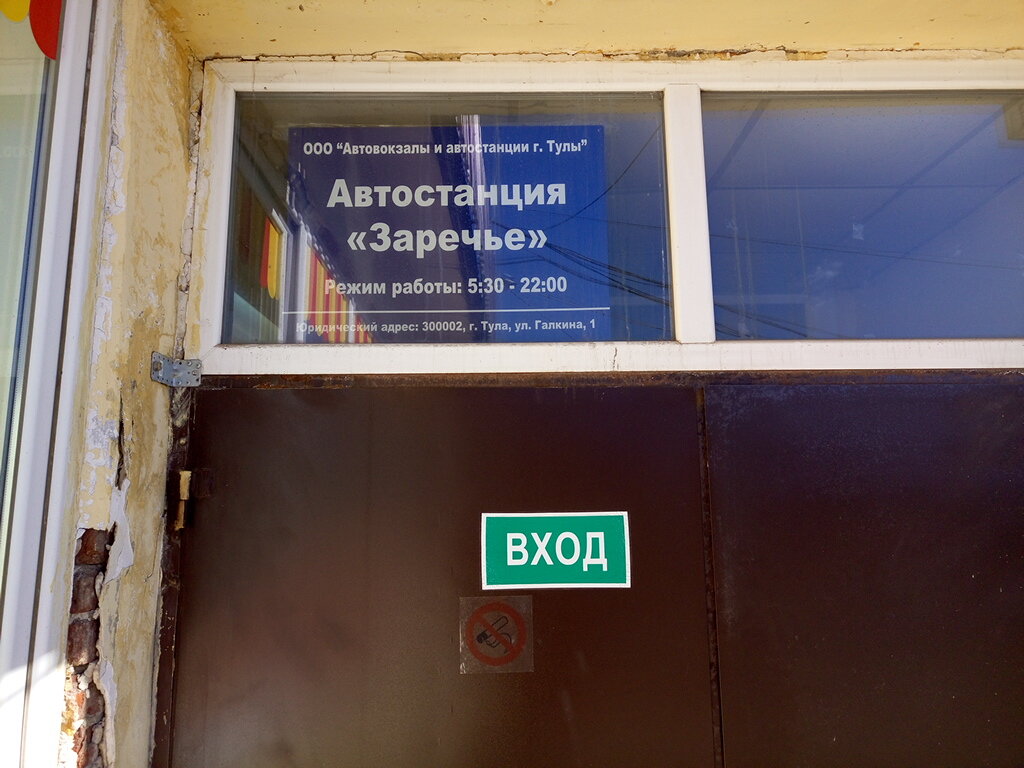 ООО "Автовокзалы и автостанции г. Тулы"
Автостанция
«Заречье»
Режим работы: 5:30 - 22:00
Юридический адрес: 300002, г. Тула, ул. Галкина, 1
ВХОД